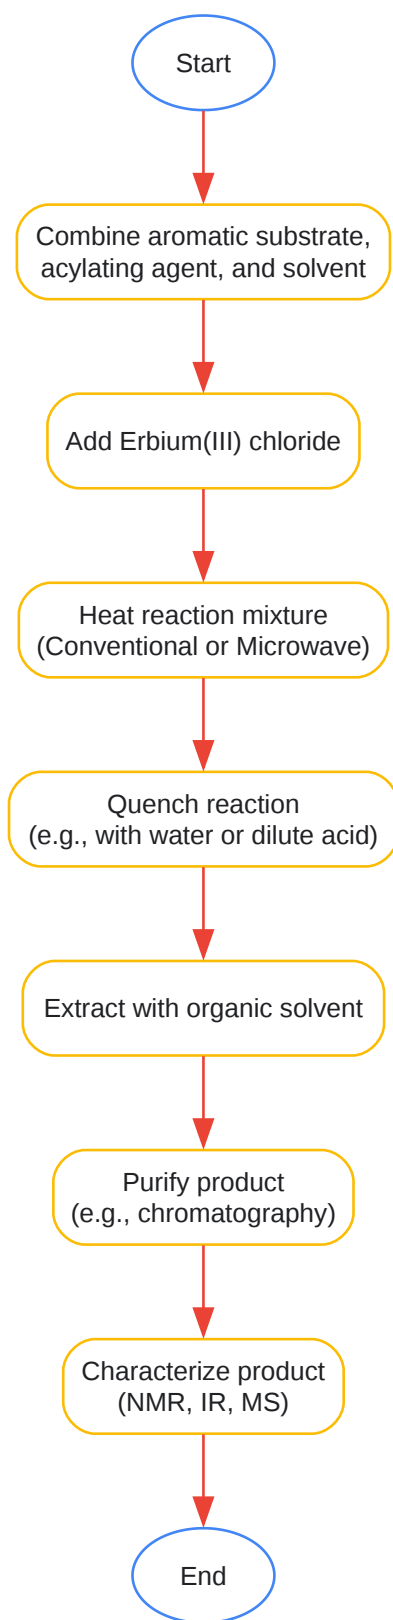 Start
Combine aromatic substrate,
acylating agent, and solvent
Add Erbium(III) chloride
Heat reaction mixture
(Conventional or Microwave)
Quench reaction
(e.g., with water or dilute acid)
Extract with organic solvent
Purify product
(e.g., chromatography)
Characterize product
(NMR, IR, MS)
End